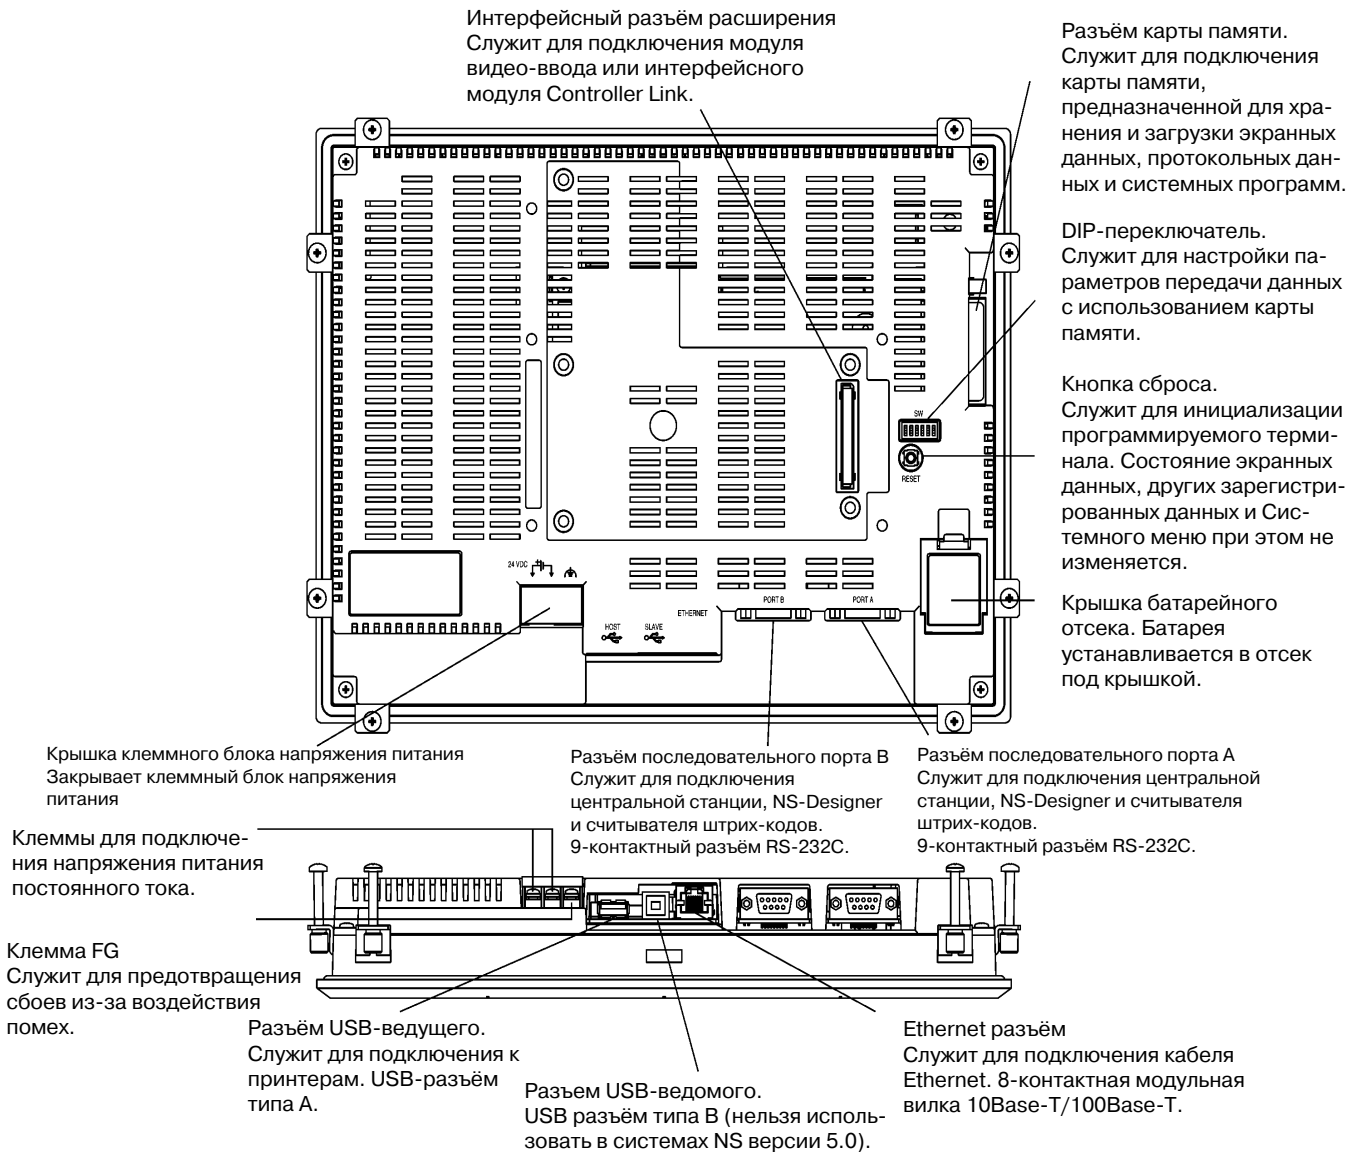 Интерфейсный разъём расширения
Служит для подключения модуля
видео-ввода или интерфейсного
модуля Controller Link.
Разъём карты памяти.
Служит для подключения
карты памяти,
предназначенной для хра-
нения и загрузки экранных
данных, протокольных дан-
ных и системных программ.
DIP-переключатель.
Служит для настройки па-
раметров передачи данных
с использованием карты
памяти.
Кнопка сброса.
Служит для инициализации
программируемого терми-
нала. Состояние экранных
данных, других зарегистри-
рованных данных и Сис-
темного меню при этом не
изменяется.
Крышка батарейного
отсека. Батарея
устанавливается в отсек
под крышкой.
SW
RESET
24 VDC
HOST
SLAVE
ETHERNET
PORT B
PORT A
Крышка клеммного блока напряжения питания
Закрывает клеммный блок напряжения
питания
Разъём последовательного порта B
Служит для подключения
центральной станции, NS-Designer
и считывателя штрих-кодов.
9-контактный разъём RS-232C.
Разъём последовательного порта A
Служит для подключения центральной
станции, NS-Designer и считывателя
штрих-кодов.
9-контактный разъём RS-232C.
Клеммы для подключе-
ния напряжения питания
постоянного тока.
Клемма FG
Служит для предотвращения
сбоев из-за воздействия
помех.
Разъём USB-ведущего.
Служит для подключения к
принтерам. USB-разъём
типа A.
Разъем USB-ведомого.
USB разъём типа B (нельзя исполь-
зовать в системах NS версии 5.0).
Ethernet разъём
Служит для подключения кабеля
Ethernet. 8-контактная модульная
вилка 10Base-T/100Base-T.